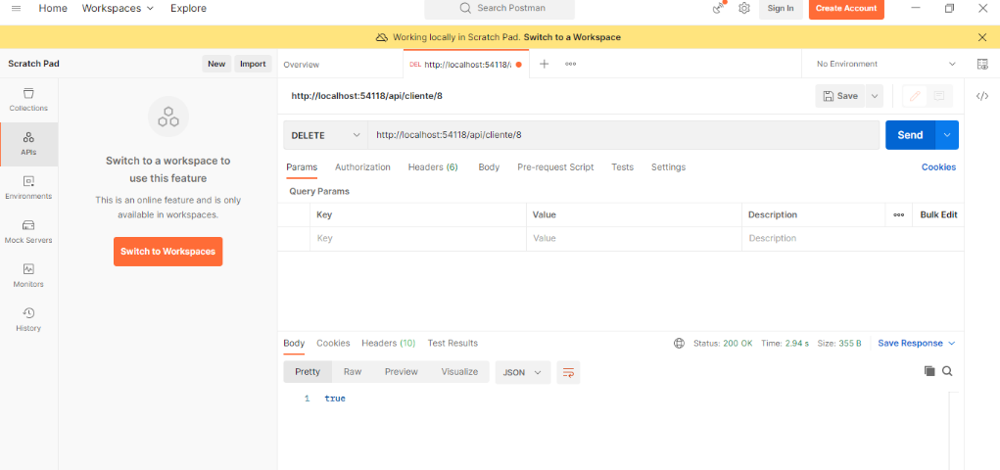 Home Workspaces Explore Search Postman Sign In Create Account
Working locally in Scratch Pad. Switch to a Workspace
Scratch Pad New Import Overview DEL http://localhost:54118/ No Environment
http://localhost:54118/api/cliente/8 Save
Collections
APIs
Environments
Mock Servers
Monitors
History
Switch to a workspace to
use this feature
This is an online feature and is only
available in workspaces.
Switch to Workspaces
DELETE http://localhost:54118/api/cliente/8 Send
Params Authorization Headers (6) Body Pre-request Script Tests Settings Cookies
Query Params
Key Value Description Bulk Edit
Key Value Description
Body Cookies Headers (10) Test Results Status: 200 OK Time: 2.94 s Size: 355 B Save Response
Pretty Raw Preview Visualize JSON
1 true